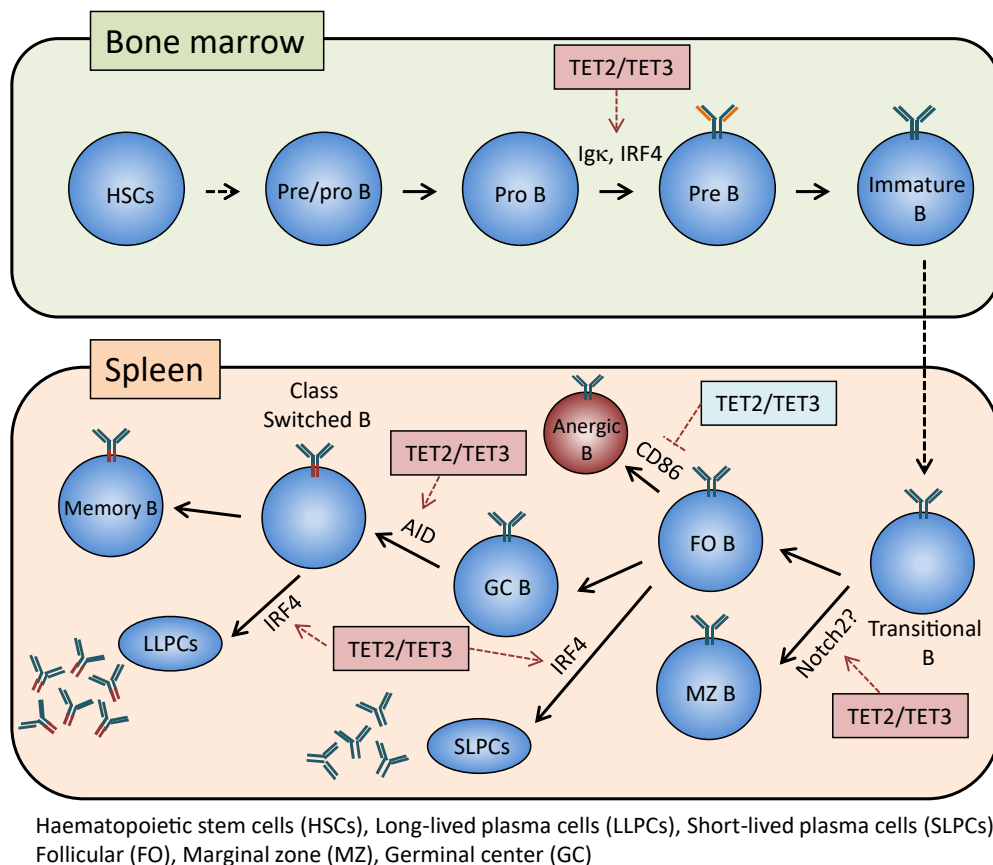 Bone marrow
TET2/TET3
Igκ, IRF4
HSCs
Pre/pro B
Pro B
Pre B
Immature
B
Spleen
Class
Switched B
TET2/TET3
Anergic
B
CD86
TET2/TET3
Memory B
AID
GC B
FO B
Transitional
B
Notch2?
LLPCs
IRF4
TET2/TET3
IRF4
MZ B
TET2/TET3
SLPCs
Haematopoietic stem cells (HSCs), Long-lived plasma cells (LLPCs), Short-lived plasma cells (SLPCs)
Follicular (FO), Marginal zone (MZ), Germinal center (GC)